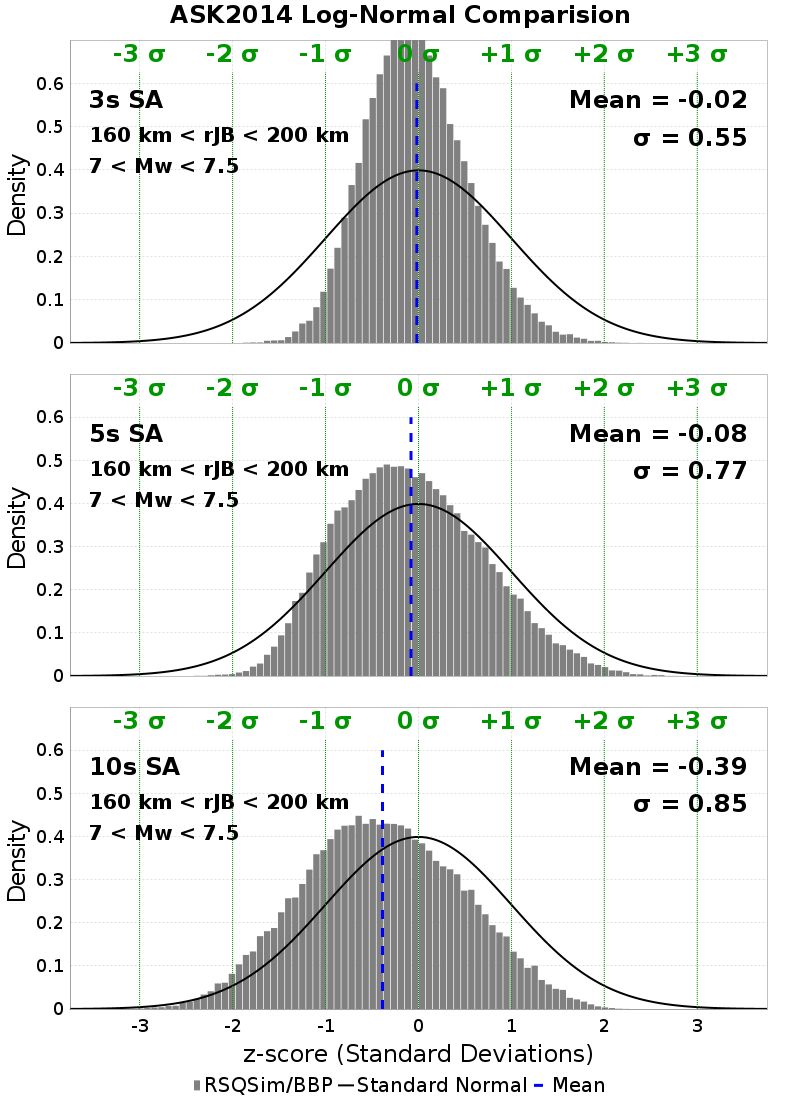 ASK2014 Log-Normal Comparision
-3 σ -2 σ -1 σ 0 σ +1 σ +2 σ +3 σ
3s SA
Mean = -0.02
160 km < rJB < 200 km
σ = 0.55
7 < Mw < 7.5
Density
0.6
0.5
0.4
0.3
0.2
0.1
0
-3 σ -2 σ -1 σ 0 σ +1 σ +2 σ +3 σ
5s SA
Mean = -0.08
160 km < rJB < 200 km
σ = 0.77
7 < Mw < 7.5
Density
0.6
0.5
0.4
0.3
0.2
0.1
0
-3 σ -2 σ -1 σ 0 σ +1 σ +2 σ +3 σ
10s SA
Mean = -0.39
160 km < rJB < 200 km
σ = 0.85
7 < Mw < 7.5
Density
0.6
0.5
0.4
0.3
0.2
0.1
0
-3 -2 -1 0 1 2 3
z-score (Standard Deviations)
RSQSim/BBP Standard Normal Mean